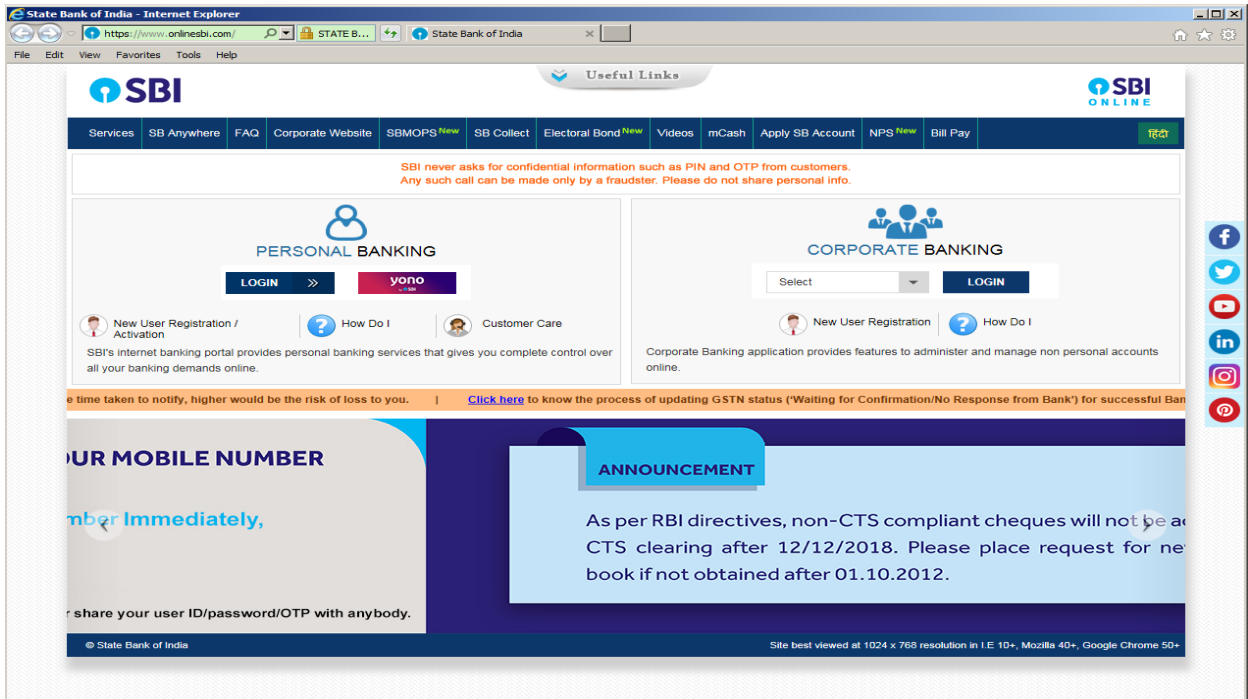 State Bank of India - Internet Explorer
https://www.onlinesbi.com/ STATE B... State Bank of India
File Edit View Favorites Tools Help
SBI
Useful Links
SBI
ONLINE
Services SB Anywhere FAQ Corporate Website SBMOPS New SB Collect Electoral Bond New Videos mCash Apply SB Account NPS New Bill Pay हिंदी
SBI never asks for confidential information such as PIN and OTP from customers.
Any such call can be made only by a fraudster. Please do not share personal info.
PERSONAL BANKING
LOGIN »
yono
by SBI
New User Registration /
Activation
How Do I
Customer Care
SBI's internet banking portal provides personal banking services that gives you complete control over
all your banking demands online.
CORPORATE BANKING
Select LOGIN
New User Registration
How Do I
Corporate Banking application provides features to administer and manage non personal accounts
online.
e time taken to notify, higher would be the risk of loss to you. | Click here to know the process of updating GSTN status ('Waiting for Confirmation/No Response from Bank') for successful Ban
OUR MOBILE NUMBER
mber Immediately,
r share your user ID/password/OTP with anybody.
ANNOUNCEMENT
As per RBI directives, non-CTS compliant cheques will not be a
CTS clearing after 12/12/2018. Please place request for ne
book if not obtained after 01.10.2012.
© State Bank of India
Site best viewed at 1024 x 768 resolution in I.E 10+, Mozilla 40+, Google Chrome 50+